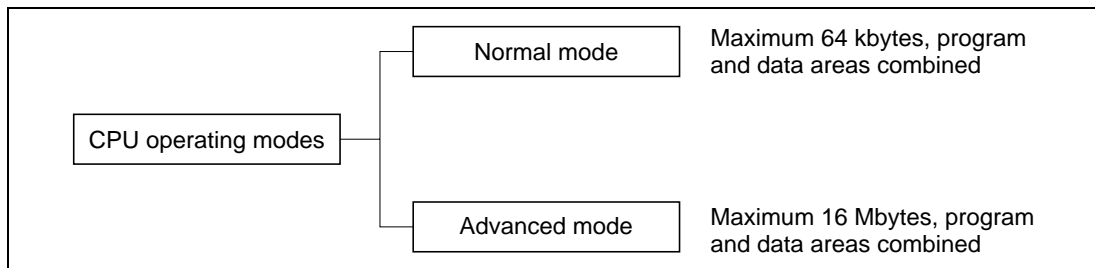 CPU operating modes
Normal mode
Maximum 64 kbytes, program
and data areas combined
Advanced mode
Maximum 16 Mbytes, program
and data areas combined